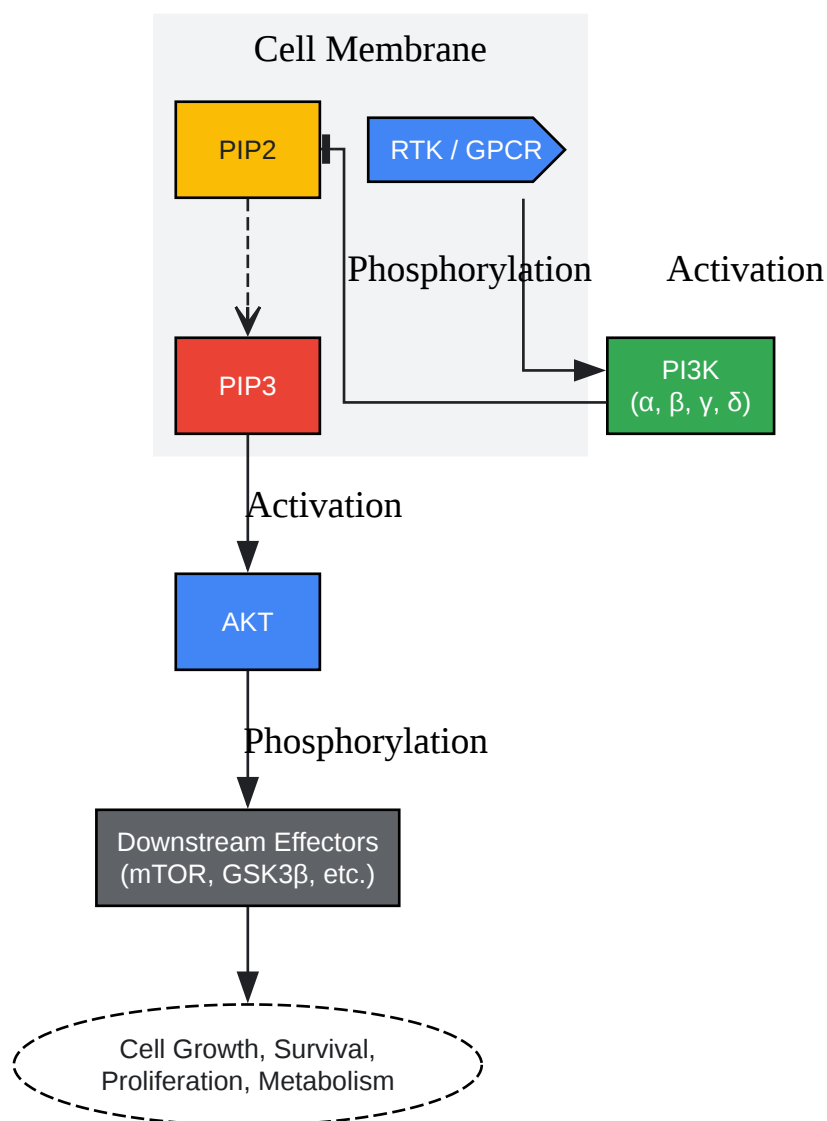 Cell Membrane
PIP2
RTK / GPCR
Phosphorylation
Activation
PIP3
PI3K
(α, β, γ, δ)
Activation
AKT
Phosphorylation
Downstream Effectors
(mTOR, GSK3β, etc.)
Cell Growth, Survival,
Proliferation, Metabolism